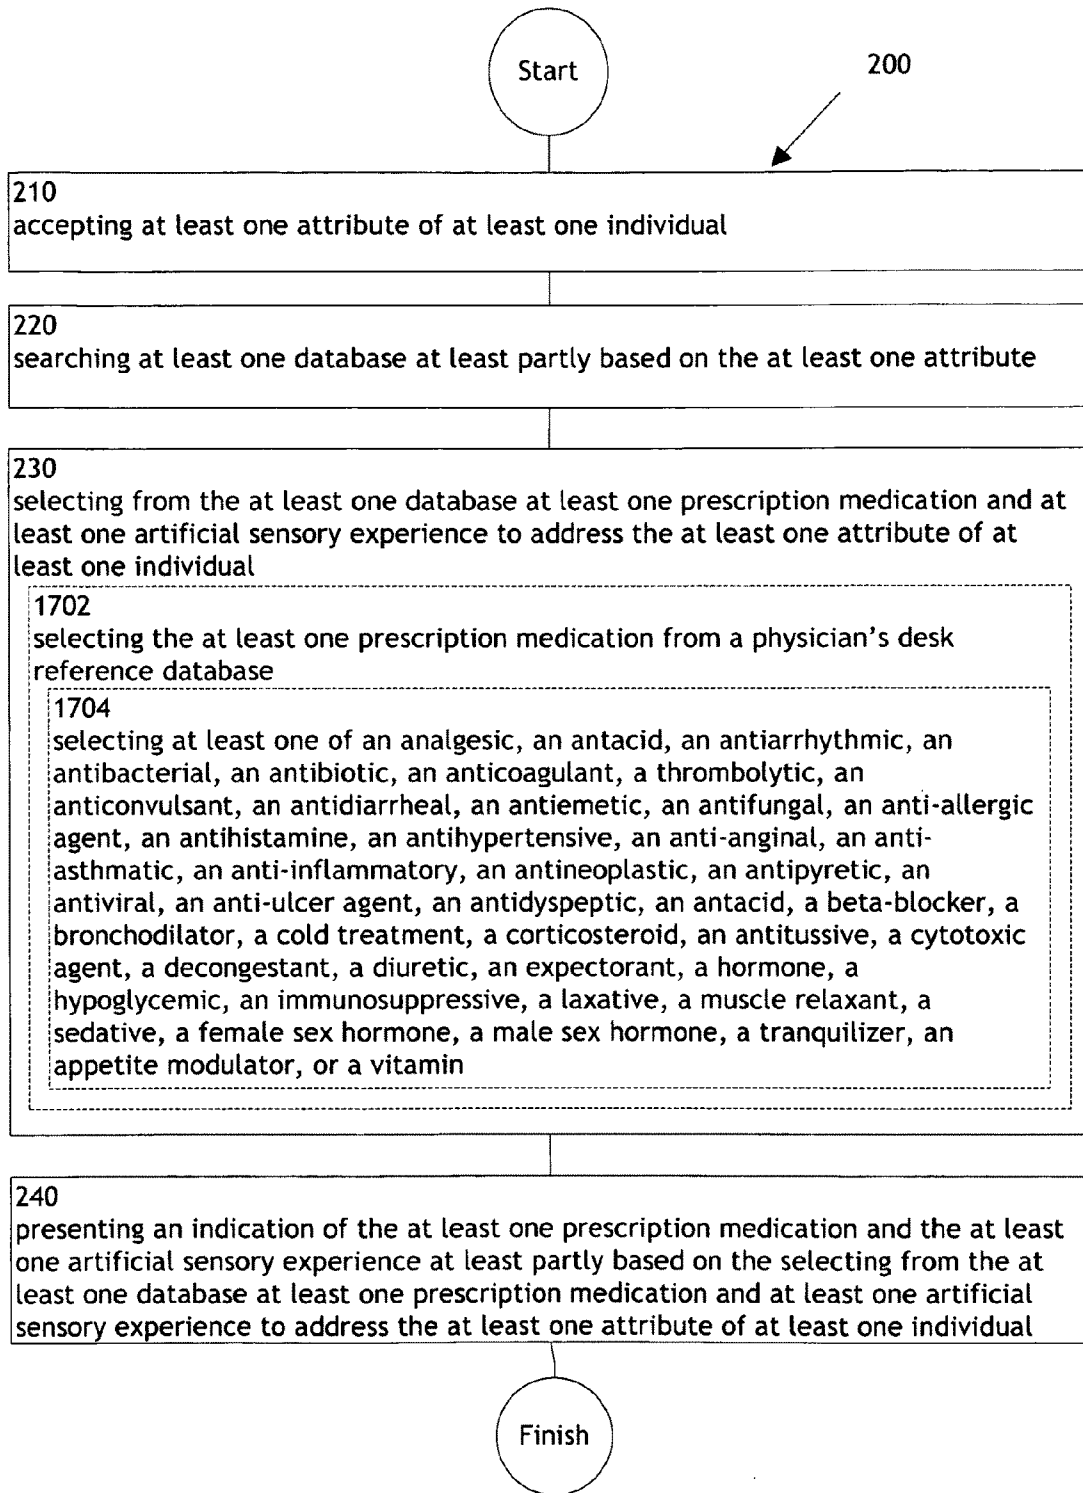 Start
200
210
accepting at least one attribute of at least one individual
220
searching at least one database at least partly based on the at least one attribute
230
selecting from the at least one database at least one prescription medication and at
least one artificial sensory experience to address the at least one attribute of at
least one individual
1702
selecting the at least one prescription medication from a physician's desk
reference database
1704
selecting at least one of an analgesic, an antacid, an antiarrhythmic, an
antibacterial, an antibiotic, an anticoagulant, a thrombolytic, an
anticonvulsant, an antidiarrheal, an antiemetic, an antifungal, an anti-allergic
agent, an antihistamine, an antihypertensive, an anti-anginal, an anti-
asthmatic, an anti-inflammatory, an antineoplastic, an antipyretic, an
antiviral, an anti-ulcer agent, an antidyspeptic, an antacid, a beta-blocker, a
bronchodilator, a cold treatment, a corticosteroid, an antitussive, a cytotoxic
agent, a decongestant, a diuretic, an expectorant, a hormone, a
hypoglycemic, an immunosuppressive, a laxative, a muscle relaxant, a
sedative, a female sex hormone, a male sex hormone, a tranquilizer, an
appetite modulator, or a vitamin
240
presenting an indication of the at least one prescription medication and the at least
one artificial sensory experience at least partly based on the selecting from the at
least one database at least one prescription medication and at least one artificial
sensory experience to address the at least one attribute of at least one individual
Finish